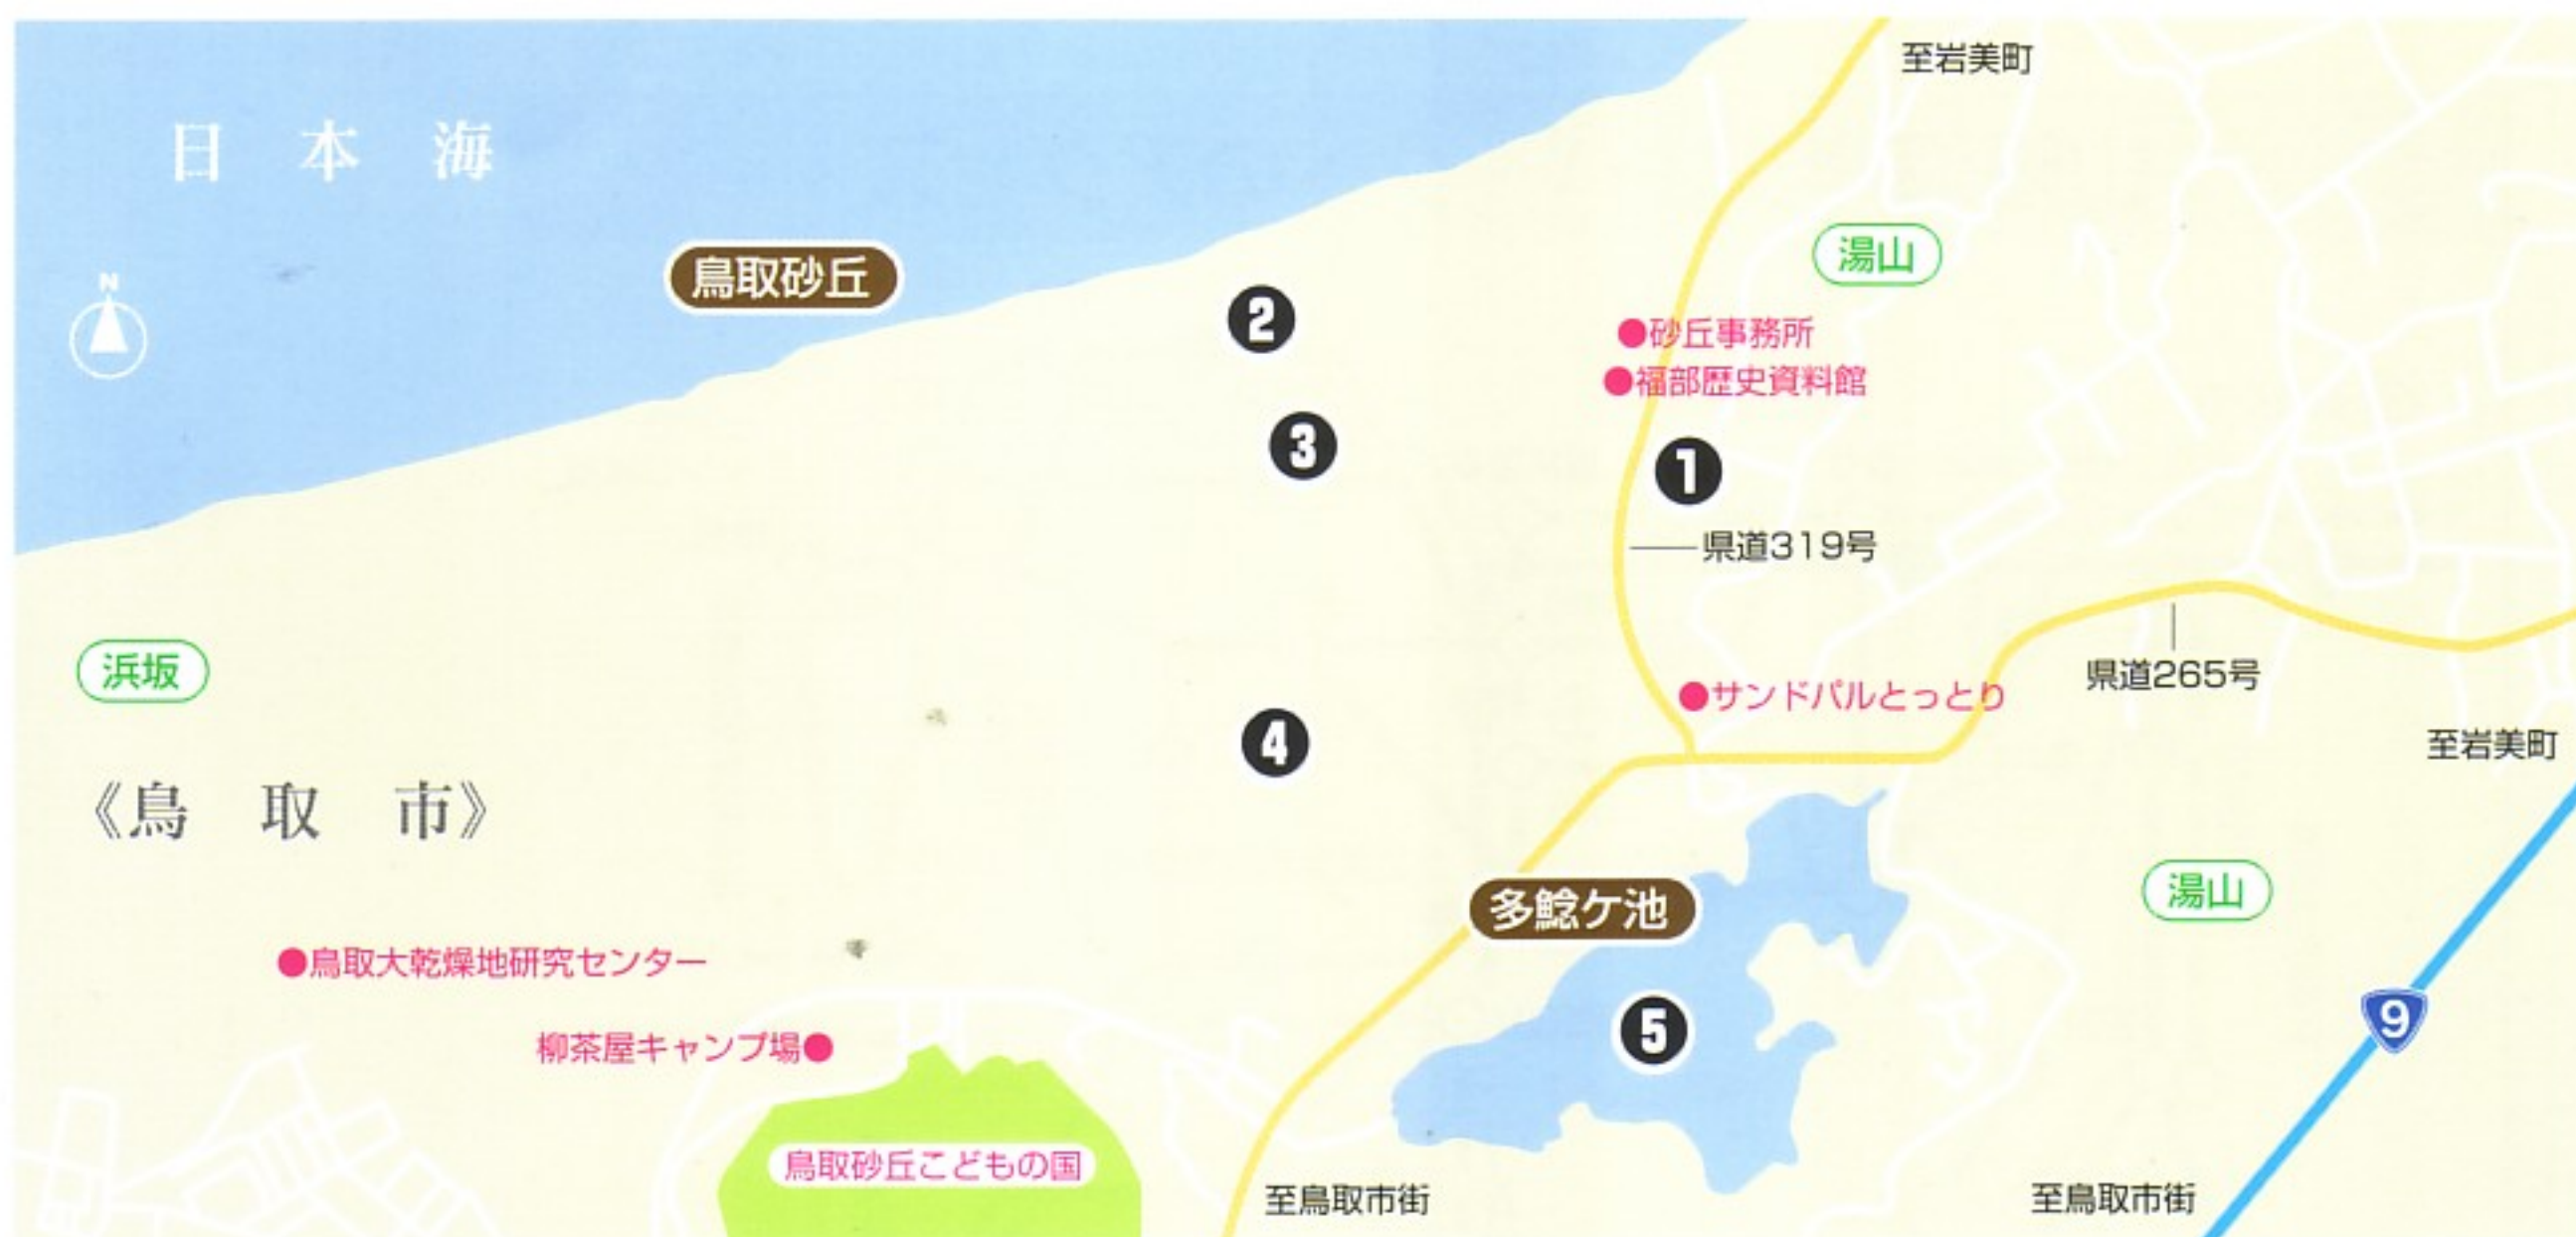 至岩美町
日本海
湯山
鳥取砂丘
N
2
●砂丘事務所
●福部歴史資料館
3
1
県道319号
浜坂
県道265号
●サンドパルとっとり
4
至岩美町
《鳥取市》
湯山
多鯰ケ池
●鳥取大乾燥地研究センター
9
5
柳茶屋キャンプ場●
鳥取砂丘こどもの国
至鳥取市街
至鳥取市街